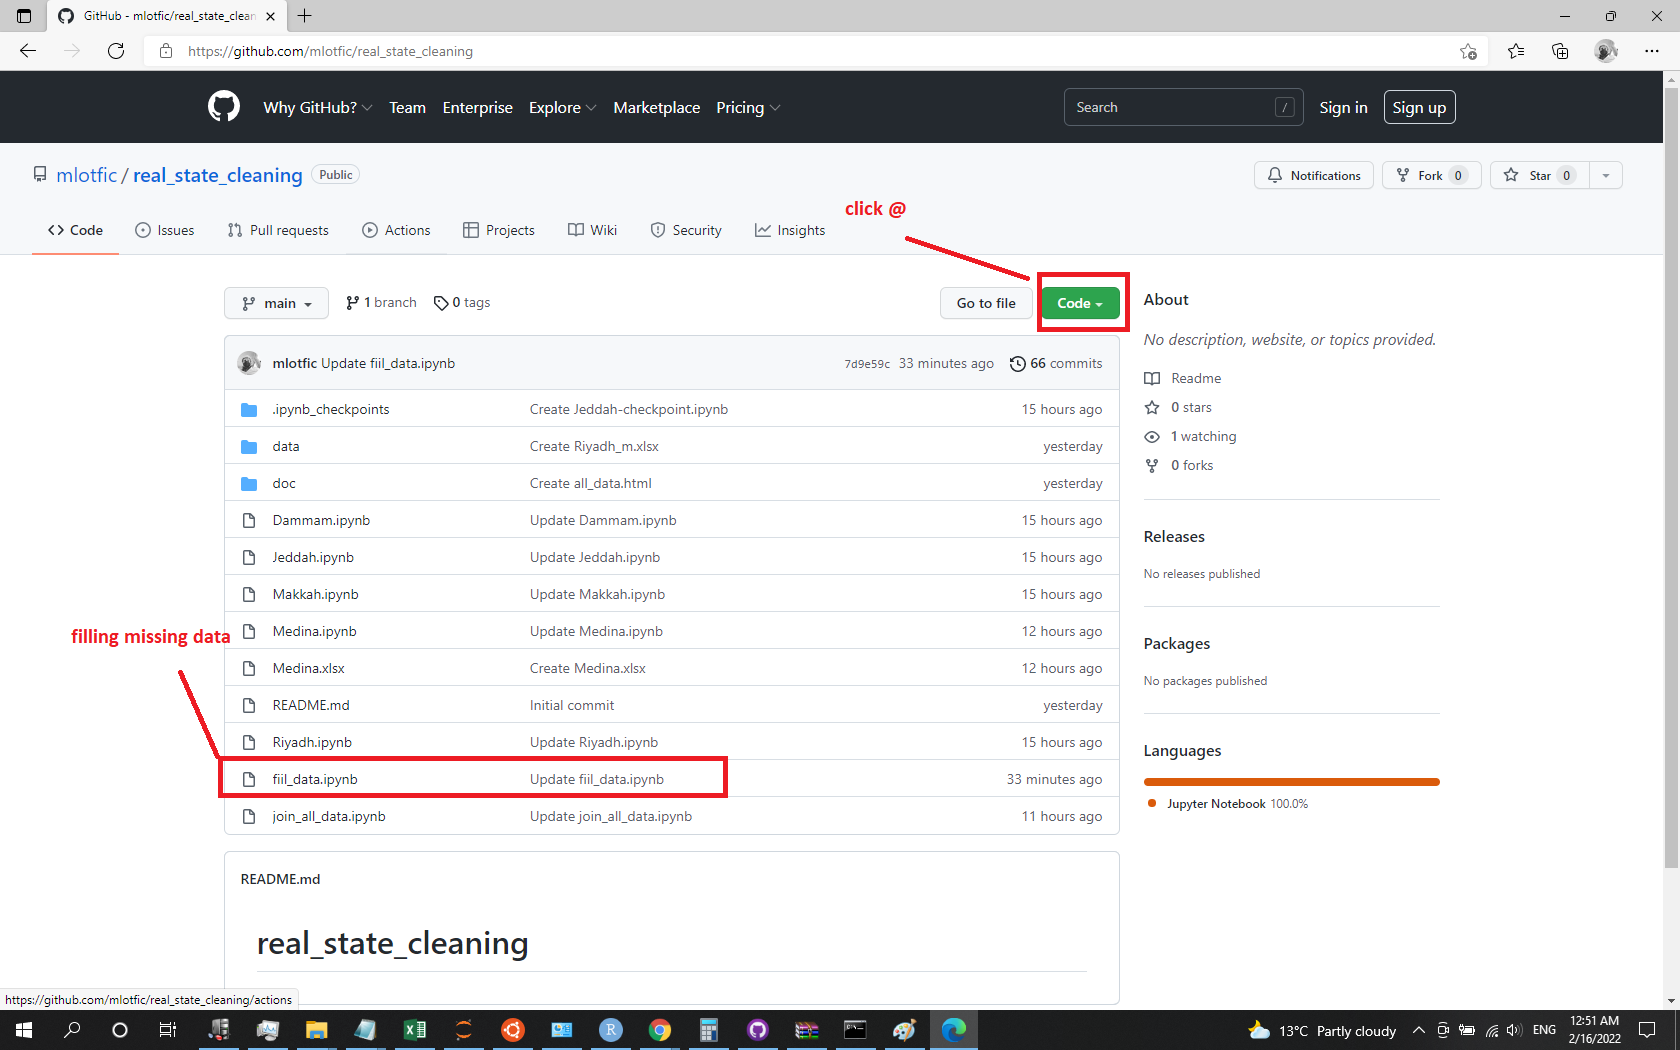 GitHub - mlotfic/real_state_clean
https://github.com/mlotfic/real_state_cleaning
Why GitHub? Team Enterprise Explore Marketplace Pricing Search / Sign in Sign up
mlotfic / real_state_cleaning Public Notifications Fork 0 Star 0
click @
Code Issues Pull requests Actions Projects Wiki Security Insights
main 1 branch 0 tags Go to file Code
mlotfic Update fiil_data.ipynb 7d9e59c 33 minutes ago 66 commits
.ipynb_checkpoints Create Jeddah-checkpoint.ipynb 15 hours ago
data Create Riyadh_m.xlsx yesterday
doc Create all_data.html yesterday
Dammam.ipynb Update Dammam.ipynb 15 hours ago
Jeddah.ipynb Update Jeddah.ipynb 15 hours ago
Makkah.ipynb Update Makkah.ipynb 15 hours ago
filling missing data
Medina.ipynb Update Medina.ipynb 12 hours ago
Medina.xlsx Create Medina.xlsx 12 hours ago
README.md Initial commit yesterday
Riyadh.ipynb Update Riyadh.ipynb 15 hours ago
fiil_data.ipynb Update fiil_data.ipynb 33 minutes ago
join_all_data.ipynb Update join_all_data.ipynb 11 hours ago
README.md
real_state_cleaning
About
No description, website, or topics provided.
Readme
0 stars
1 watching
0 forks
Releases
No releases published
Packages
No packages published
Languages
Jupyter Notebook 100.0%
https://github.com/mlotfic/real_state_cleaning/actions
13°C Partly cloudy ENG 12:51 AM
2/16/2022